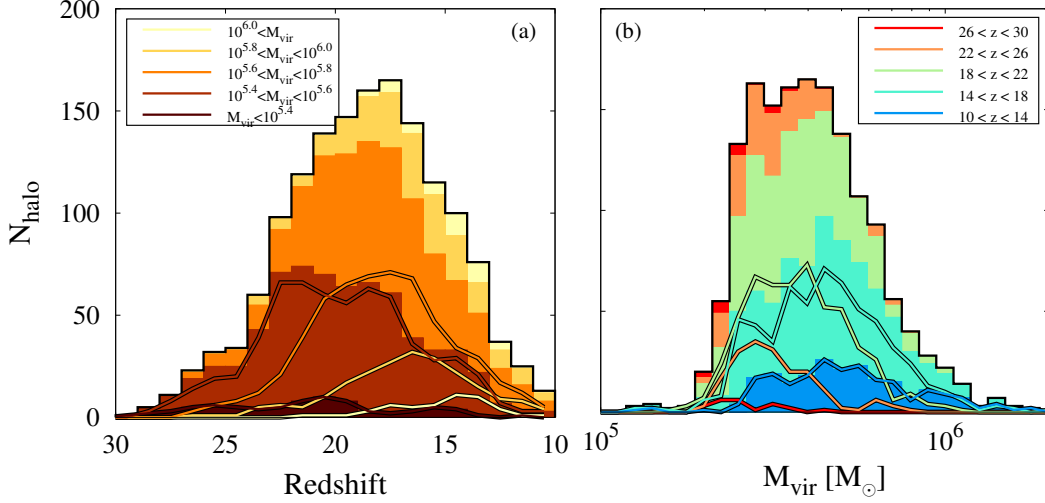 200
150
100
50
0
N_halo
(a)
10^6.0<M_vir
10^5.8<M_vir<10^6.0
10^5.6<M_vir<10^5.8
10^5.4<M_vir<10^5.6
M_vir<10^5.4
30 25 20 15 10
Redshift
(b)
26 < z < 30
22 < z < 26
18 < z < 22
14 < z < 18
10 < z < 14
10^5 10^6
M_vir [M_⊙]